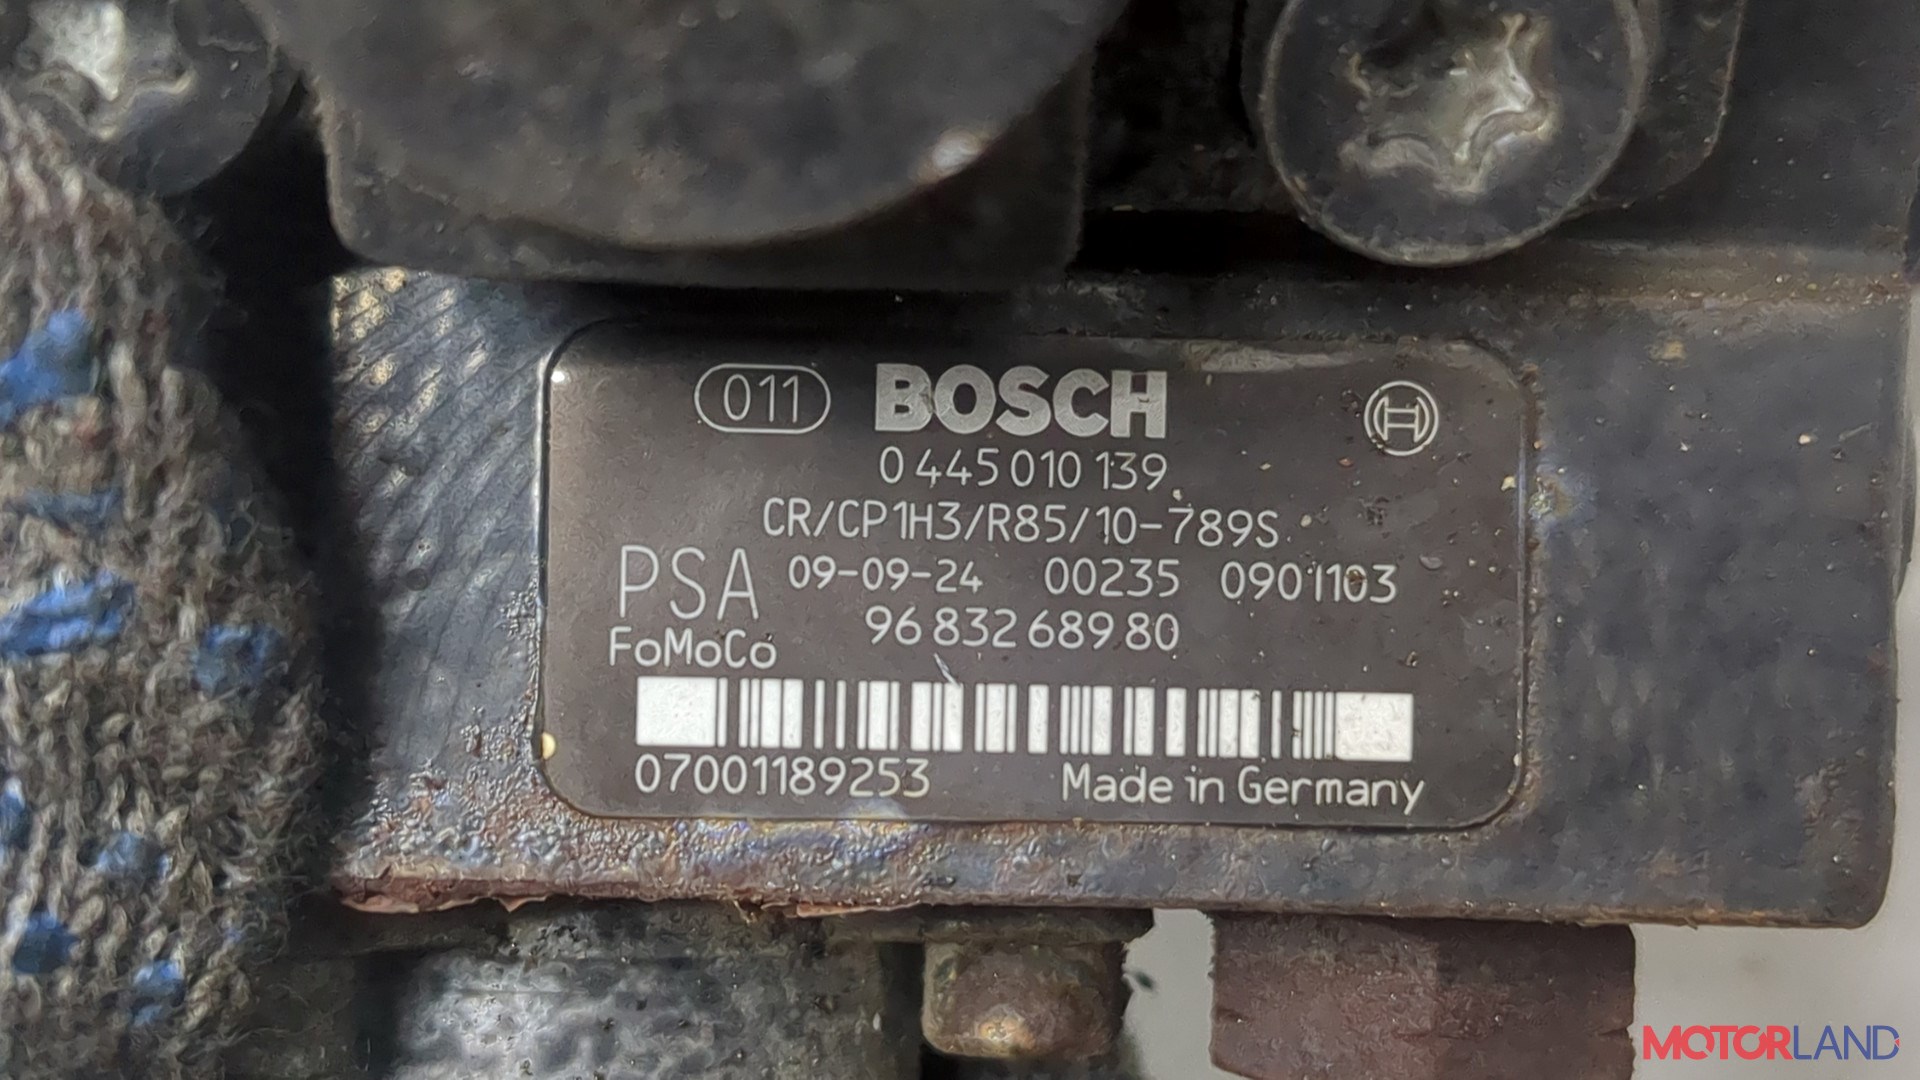 011 BOSCH
0 445 010 139
CR/CP1H3/R85/10-789S
PSA 09-09-24 00235 0901103
FoMoCo 96 832 689 80
07001189253 Made in Germany
MOTORLAND